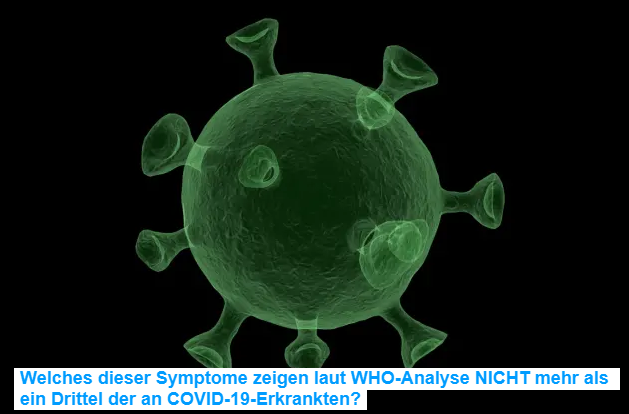 Welches dieser Symptome zeigen laut WHO-Analyse NICHT mehr als
ein Drittel der an COVID-19-Erkrankten?